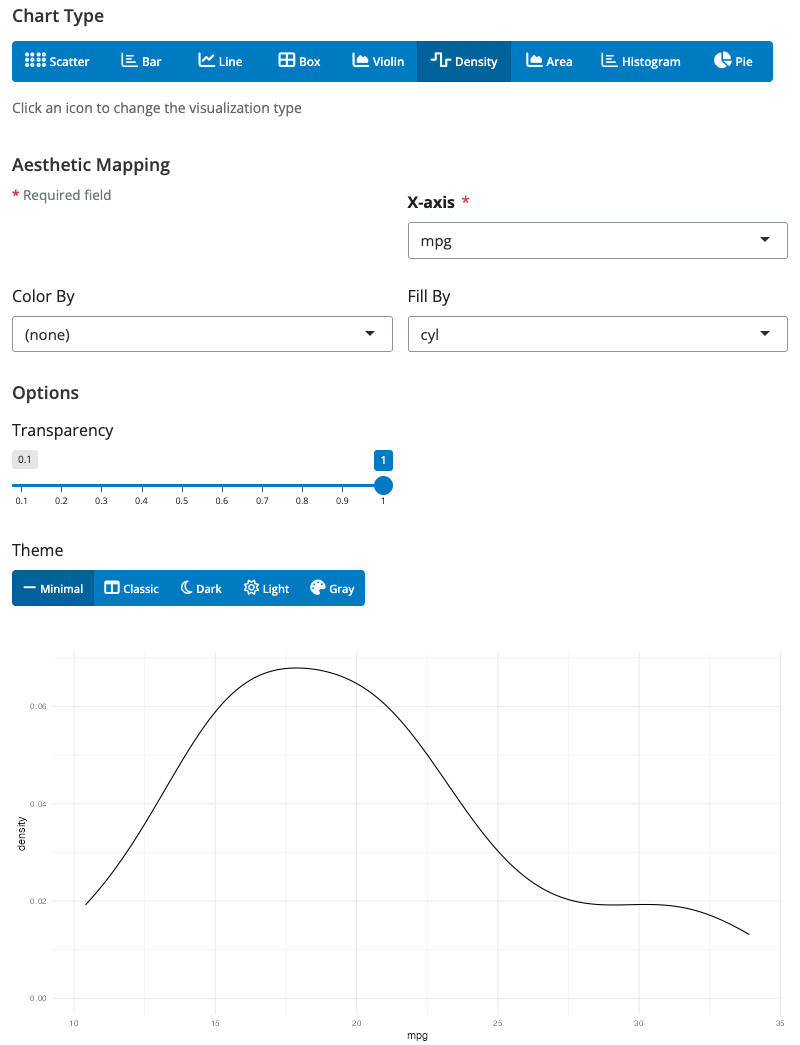 Chart Type
Scatter Bar Line Box Violin Density Area Histogram Pie
Click an icon to change the visualization type
Aesthetic Mapping
* Required field
X-axis *
mpg
Color By Fill By
(none) cyl
Options
Transparency
0.1 1
0.1 0.2 0.3 0.4 0.5 0.6 0.7 0.8 0.9 1
Theme
Minimal Classic Dark Light Gray
0.06
0.04
density
0.02
0.00
10 15 20 25 30 35
mpg